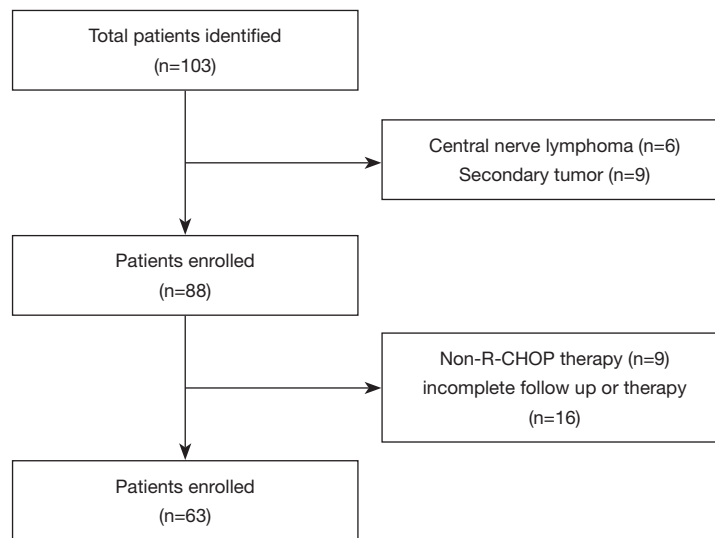 Total patients identified
(n=103)
Central nerve lymphoma (n=6)
Secondary tumor (n=9)
Patients enrolled
(n=88)
Non-R-CHOP therapy (n=9)
incomplete follow up or therapy
(n=16)
Patients enrolled
(n=63)